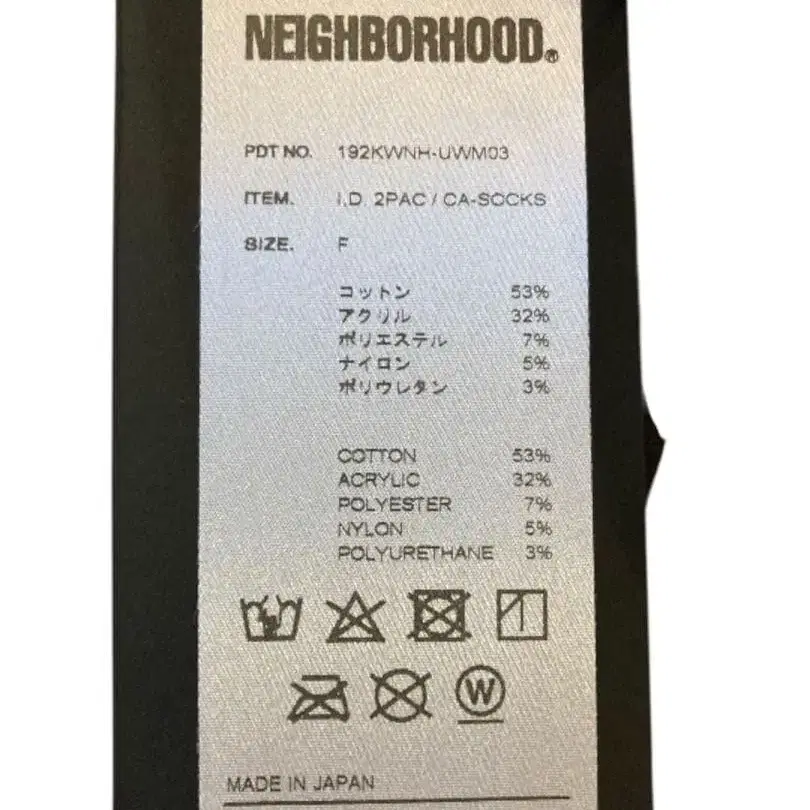 NEIGHBORHOOD®
PDT NO. 192KWNH-UWM03
ITEM. I.D. 2PAC / CA-SOCKS
SIZE. F
コットン 53%
アクリル 32%
ポリエステル 7%
ナイロン 5%
ポリウレタン 3%
COTTON 53%
ACRYLIC 32%
POLYESTER 7%
NYLON 5%
POLYURETHANE 3%
W
MADE IN JAPAN